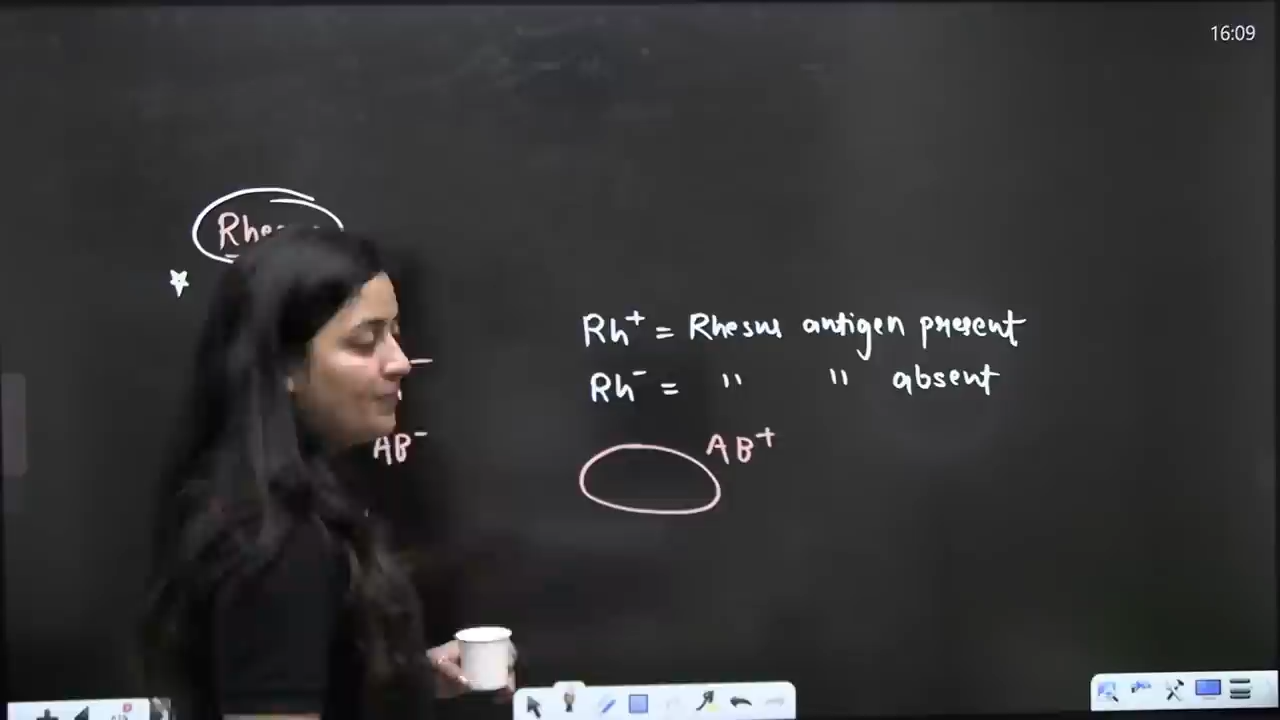 16:09
Rh⁺ = Rhesus antigen present
Rh⁻ = " " absent
AB⁻
AB⁺